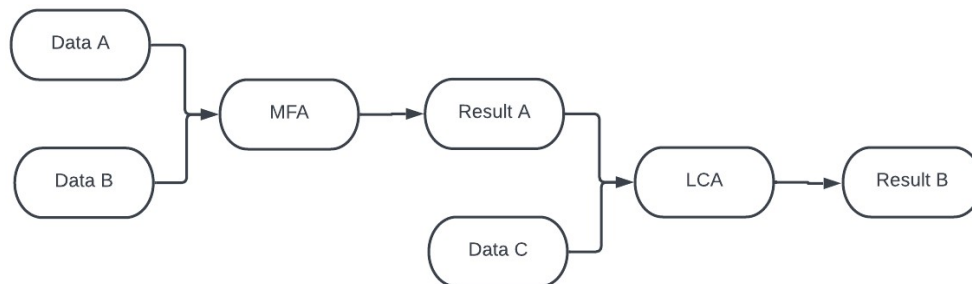 Data A
MFA
Result A
Data B
LCA
Result B
Data C